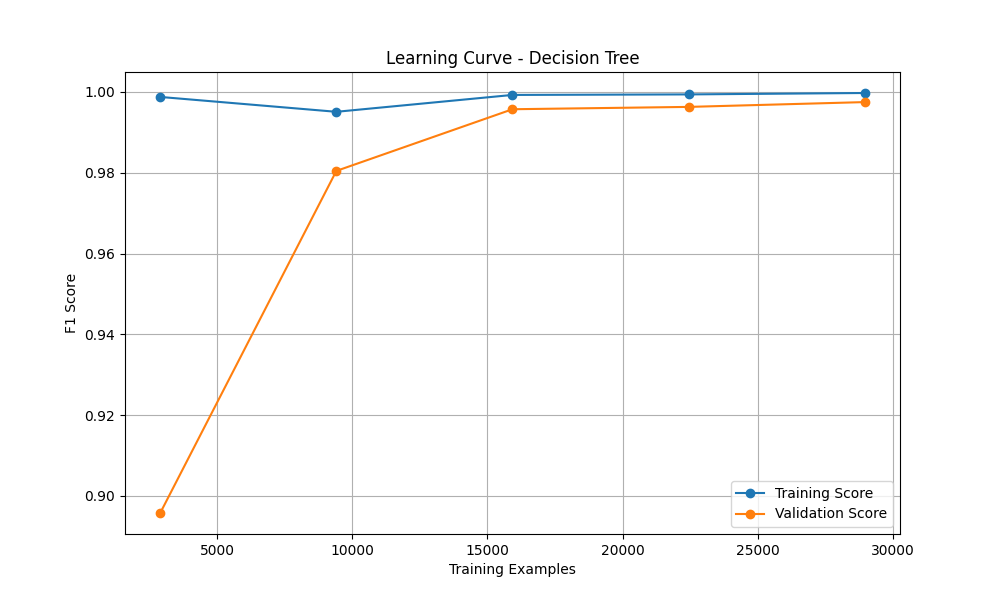 Learning Curve - Decision Tree
1.00
0.98
0.96
0.94
0.92
0.90
F1 Score
5000
10000
15000
20000
25000
30000
Training Examples
Training Score
Validation Score